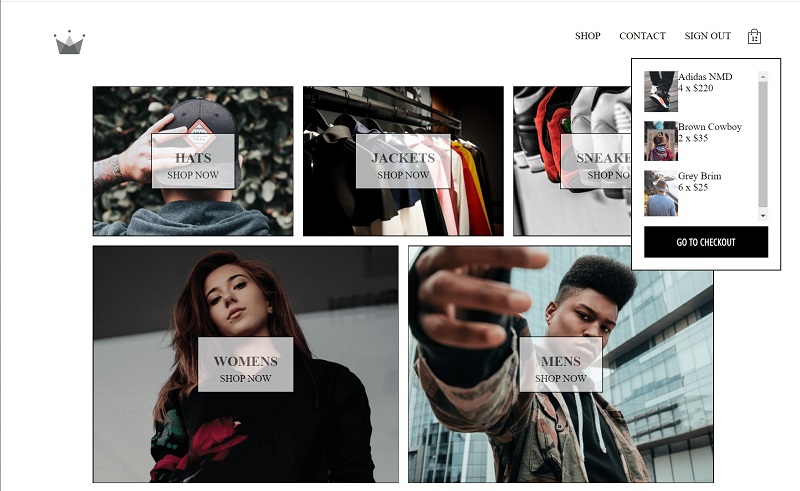 SHOP CONTACT SIGN OUT 12
HATS
SHOP NOW
JACKETS
SHOP NOW
SNEAKE
SHOP NO
Adidas NMD
4 x $220
Brown Cowboy
2 x $35
Grey Brim
6 x $25
GO TO CHECKOUT
WOMENS
SHOP NOW
MENS
SHOP NOW